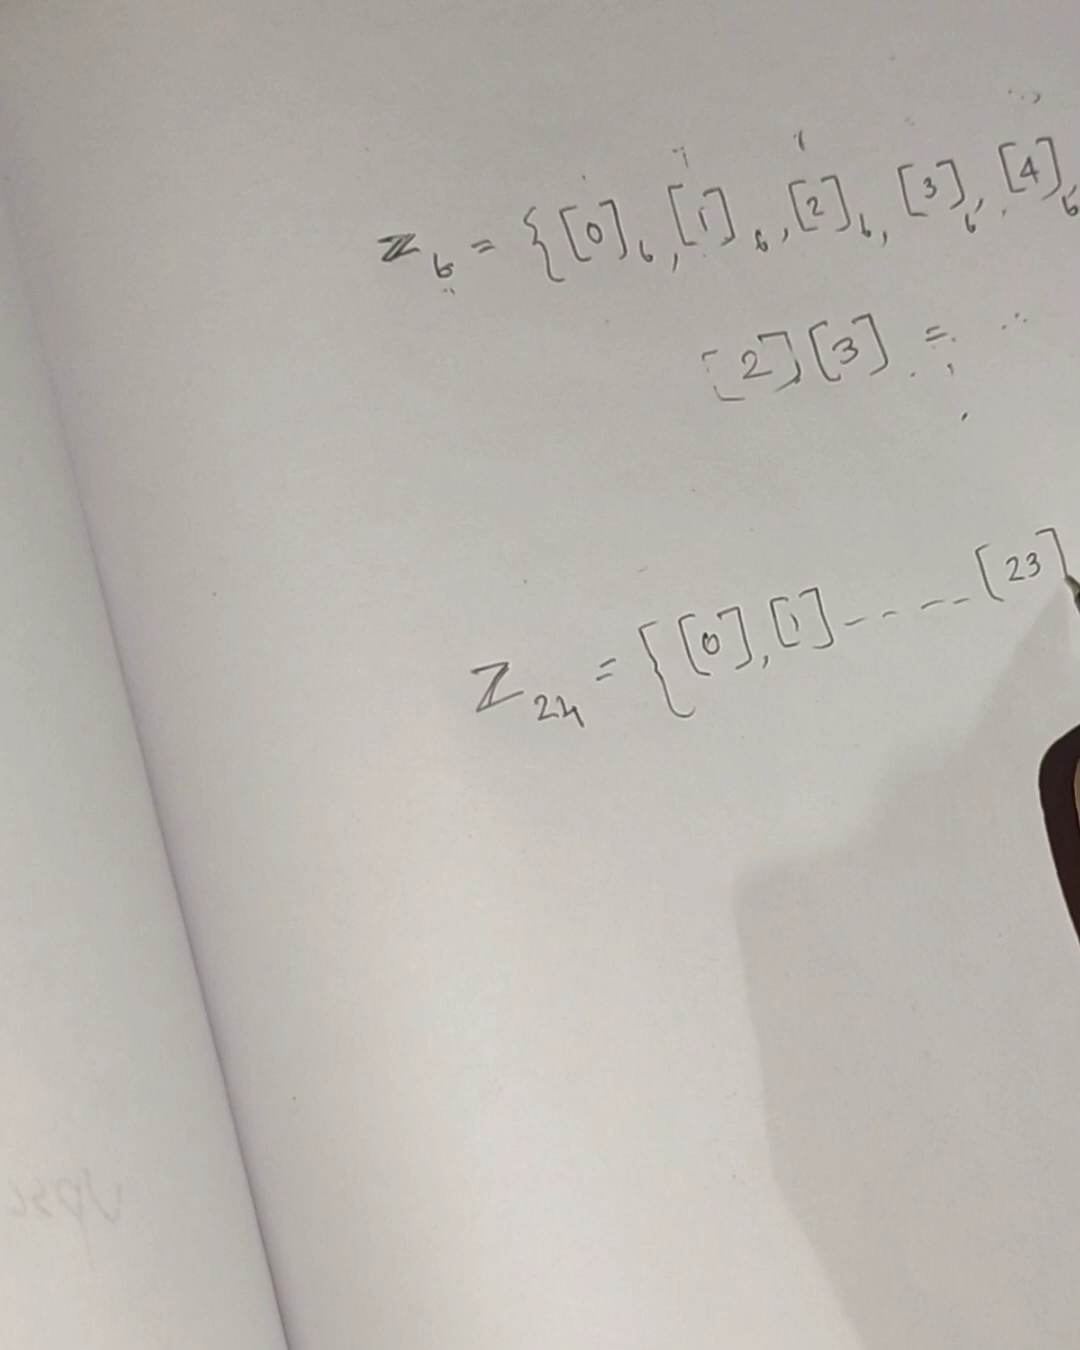 Z₆ = {[0]₆, [1]₆, [2]₆, [3]₆, [4]₆
[2][3] =
Z₂₄ = {[0], [1] ---- [23]